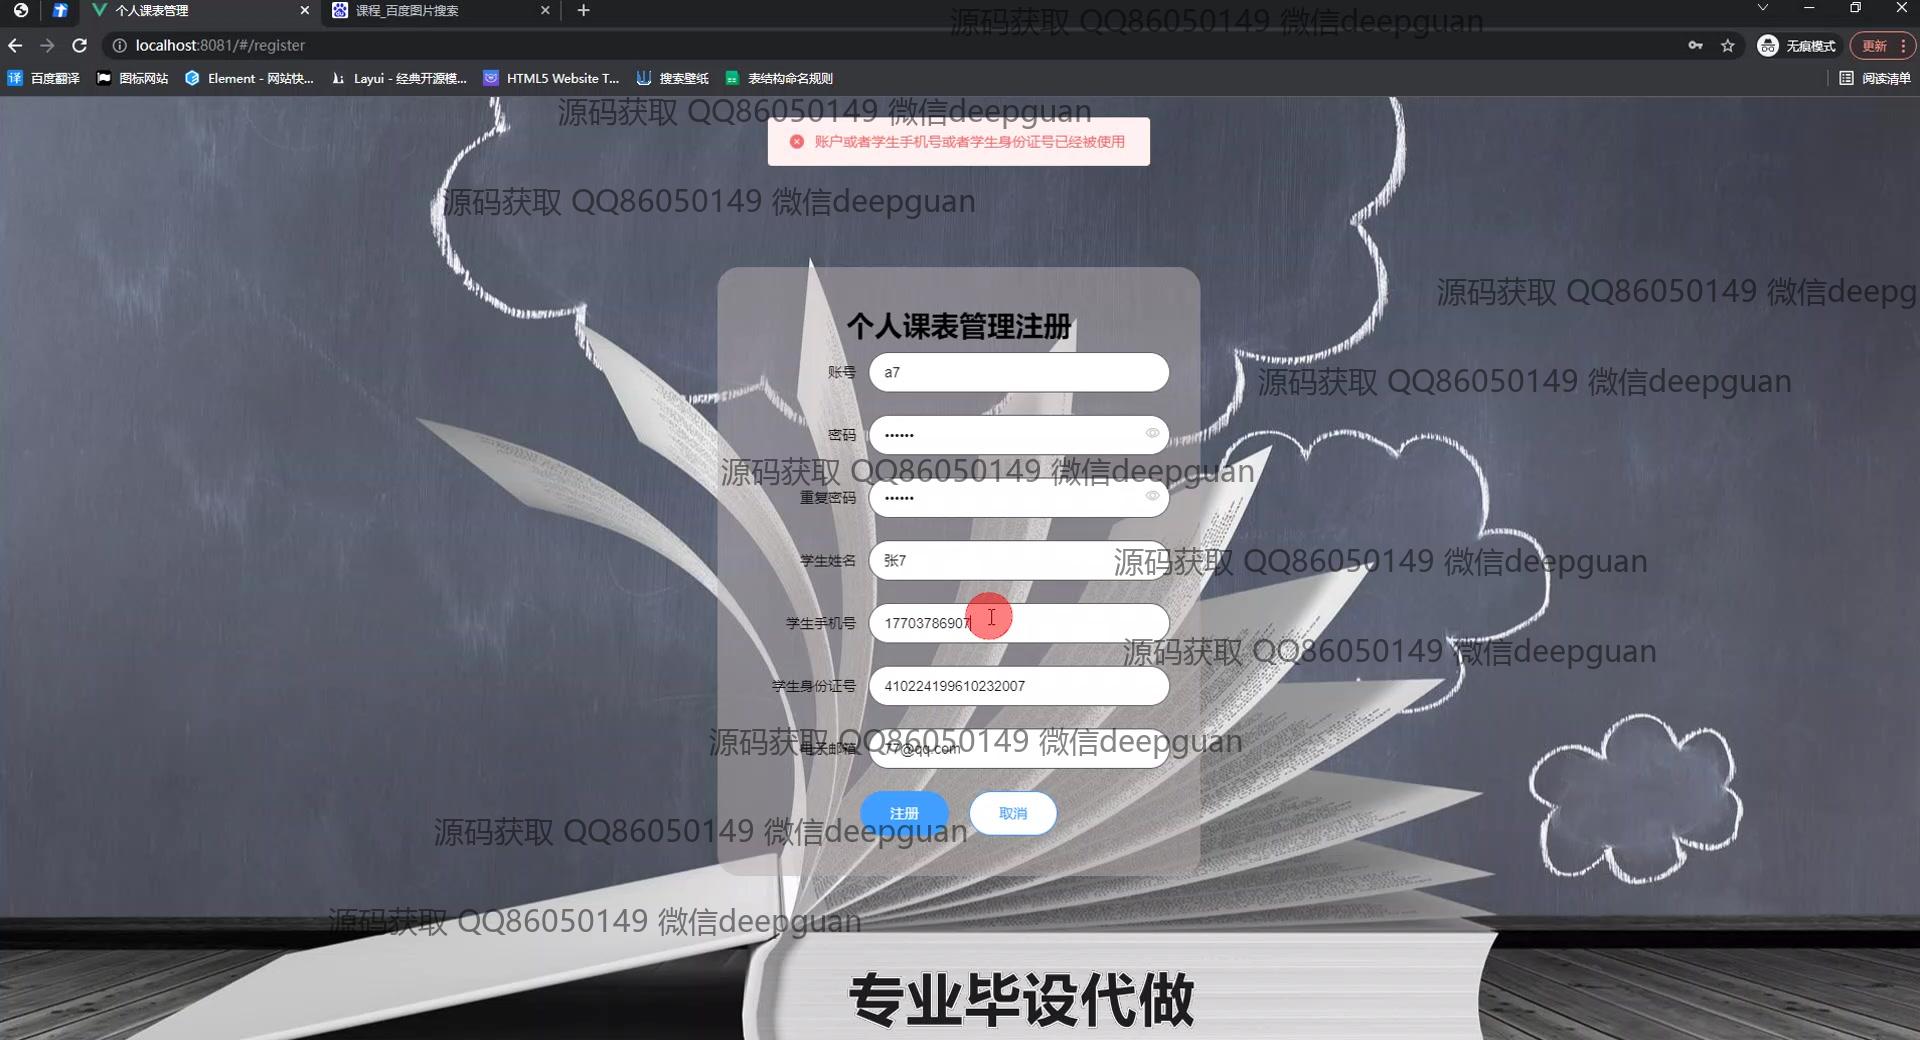 个人课表管理
课程_百度图片搜索
localhost:8081/#/register
无痕模式
更新
译 百度翻译
图标网站
Element - 网站快...
Layui - 经典开源模...
HTML5 Website T...
搜索壁纸
表结构命名规则
阅读清单
源码获取 QQ86050149 微信deepguan
源码获取 QQ86050149 微信deepguan
账户或者学生手机号或者学生身份证号已经被使用
源码获取 QQ86050149 微信deepguan
源码获取 QQ86050149 微信deepg
个人课表管理注册
账号 a7
源码获取 QQ86050149 微信deepguan
密码 ••••••
源码获取 QQ86050149 微信deepguan
重复密码 ••••••
学生姓名 张7
源码获取 QQ86050149 微信deepguan
学生手机号 17703786907
源码获取 QQ86050149 微信deepguan
学生身份证号 410224199610232007
源码获取 QQ86050149 微信deepguan
电子邮箱 77@qq.com
注册 取消
源码获取 QQ86050149 微信deepguan
源码获取 QQ86050149 微信deepguan
专业毕设代做